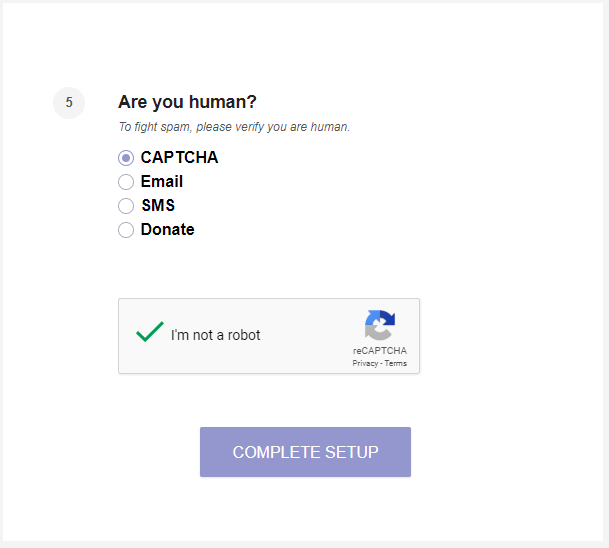 5
Are you human?
To fight spam, please verify you are human.
CAPTCHA
Email
SMS
Donate
I'm not a robot
reCAPTCHA
Privacy - Terms
COMPLETE SETUP